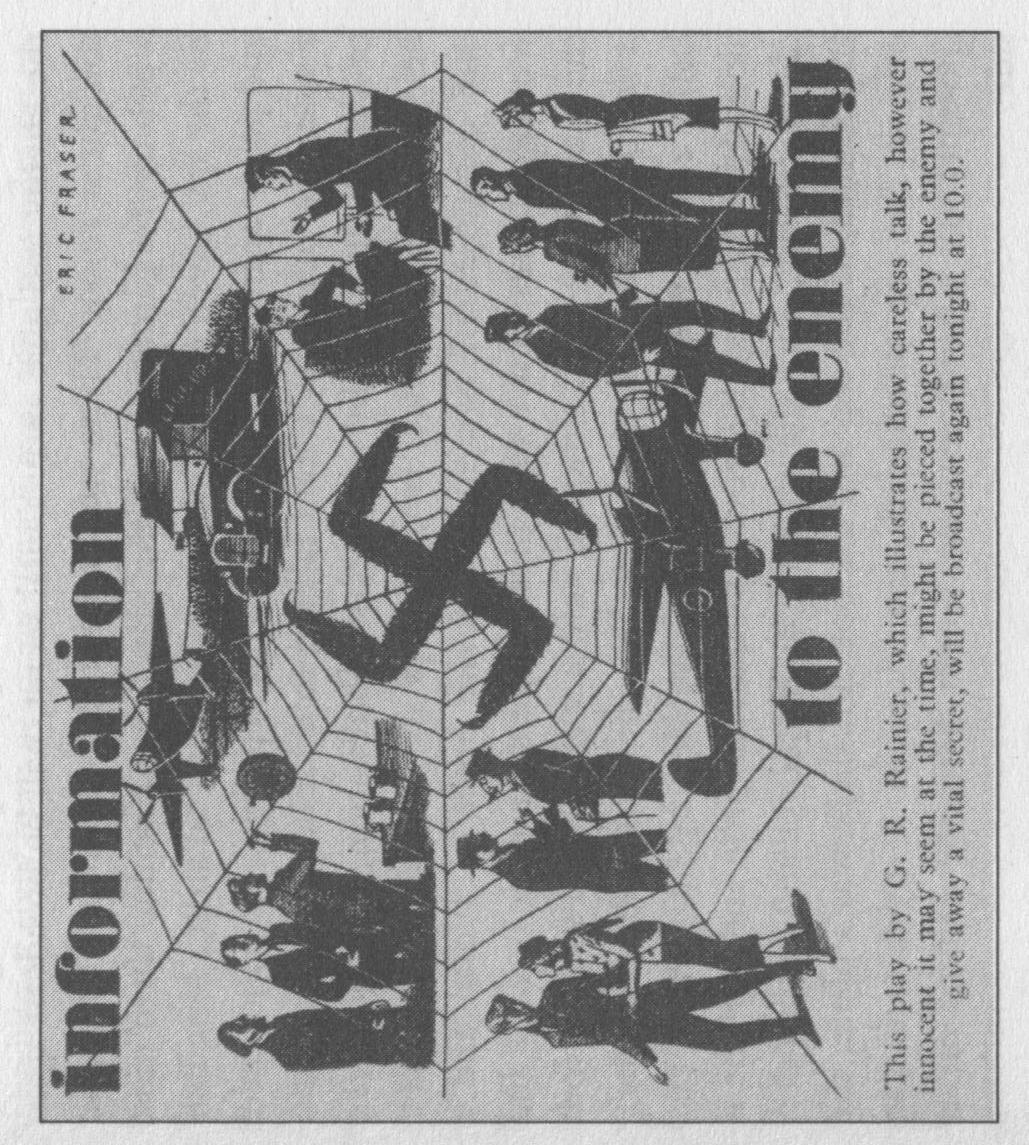 information
ERIC FRASER
to the enemy
This play by G. R. Rainier, which illustrates how careless talk, however
innocent it may seem at the time, might be pieced together by the enemy and
give away a vital secret, will be broadcast again tonight at 10.0.